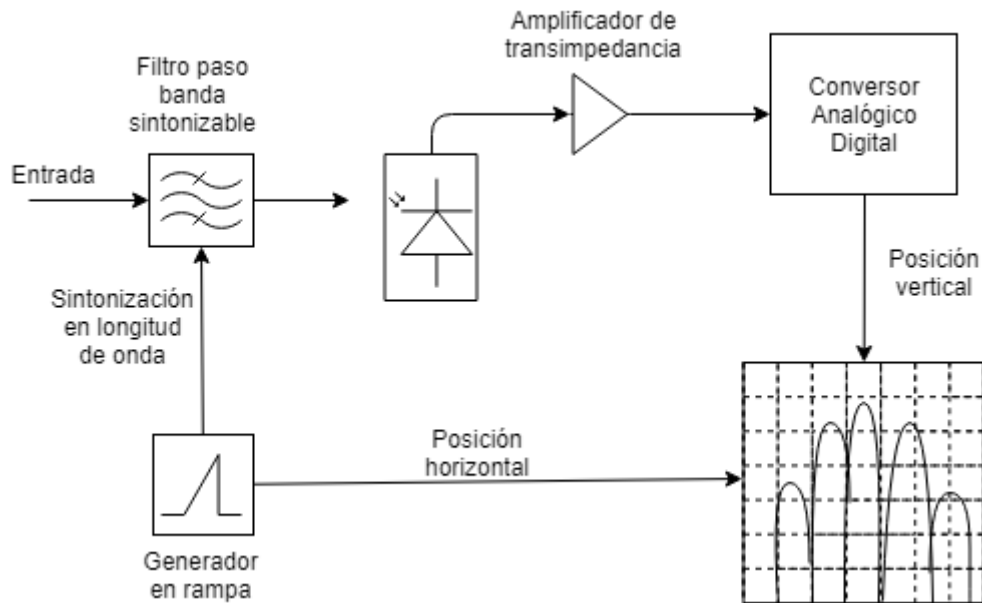 Amplificador de
transimpedancia
Filtro paso
banda
sintonizable
Conversor
Analógico
Digital
Entrada
Posición
vertical
Sintonización
en longitud
de onda
Posición
horizontal
Generador
en rampa